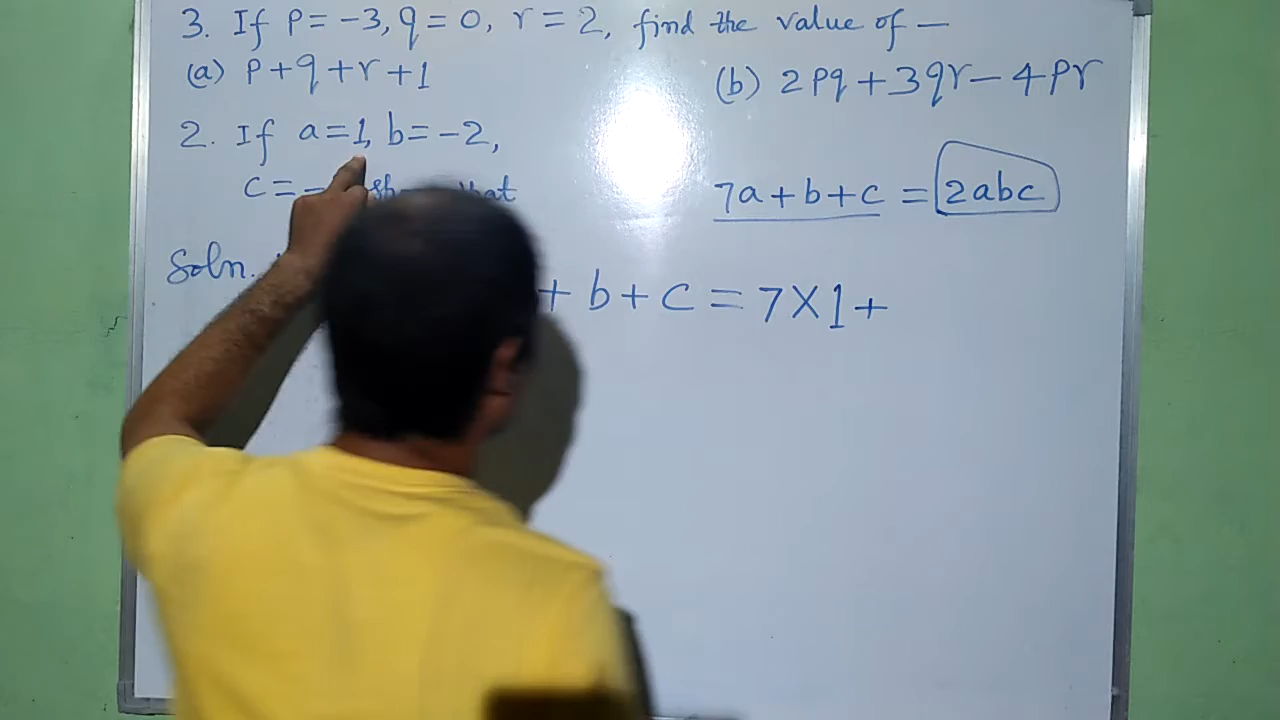 3. If p = -3, q = 0, r = 2, find the value of —
(a) p + q + r + 1
(b) 2pq + 3qr - 4pr
2. If a = 1, b = -2,
c = -
7a + b + c = 2abc
Soln.
+ b + c = 7 X 1 +